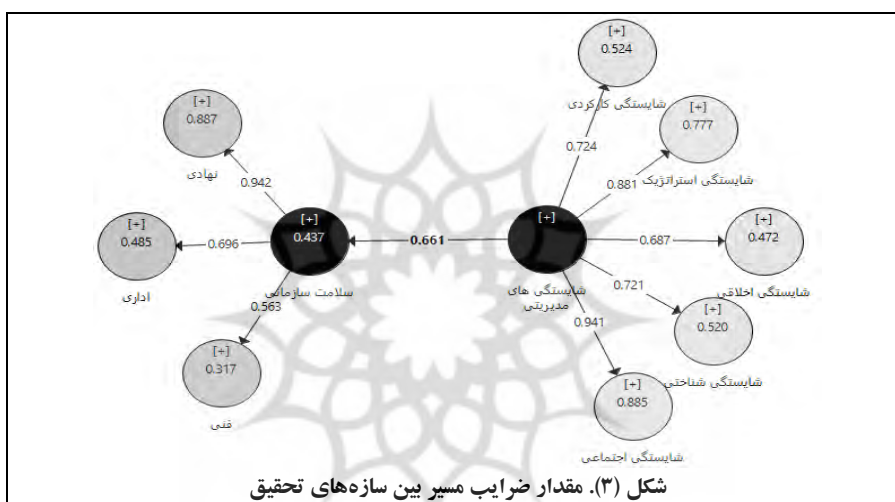 [+]
0.524
شایستگی کارکردی
[+]
0.887
نهادی
[+]
0.777
شایستگی استراتژیک
0.724
0.942
0.881
[+]
0.485
اداری
0.696
[+]
0.437
سلامت سازمانی
0.661
[+]
شایستگی های
مدیریتی
0.687
[+]
0.472
شایستگی اخلاقی
0.563
0.721
0.941
[+]
0.520
شایستگی شناختی
[+]
0.317
فنی
[+]
0.885
شایستگی اجتماعی
شکل (۳). مقدار ضرایب مسیر بین سازه‌های تحقیق